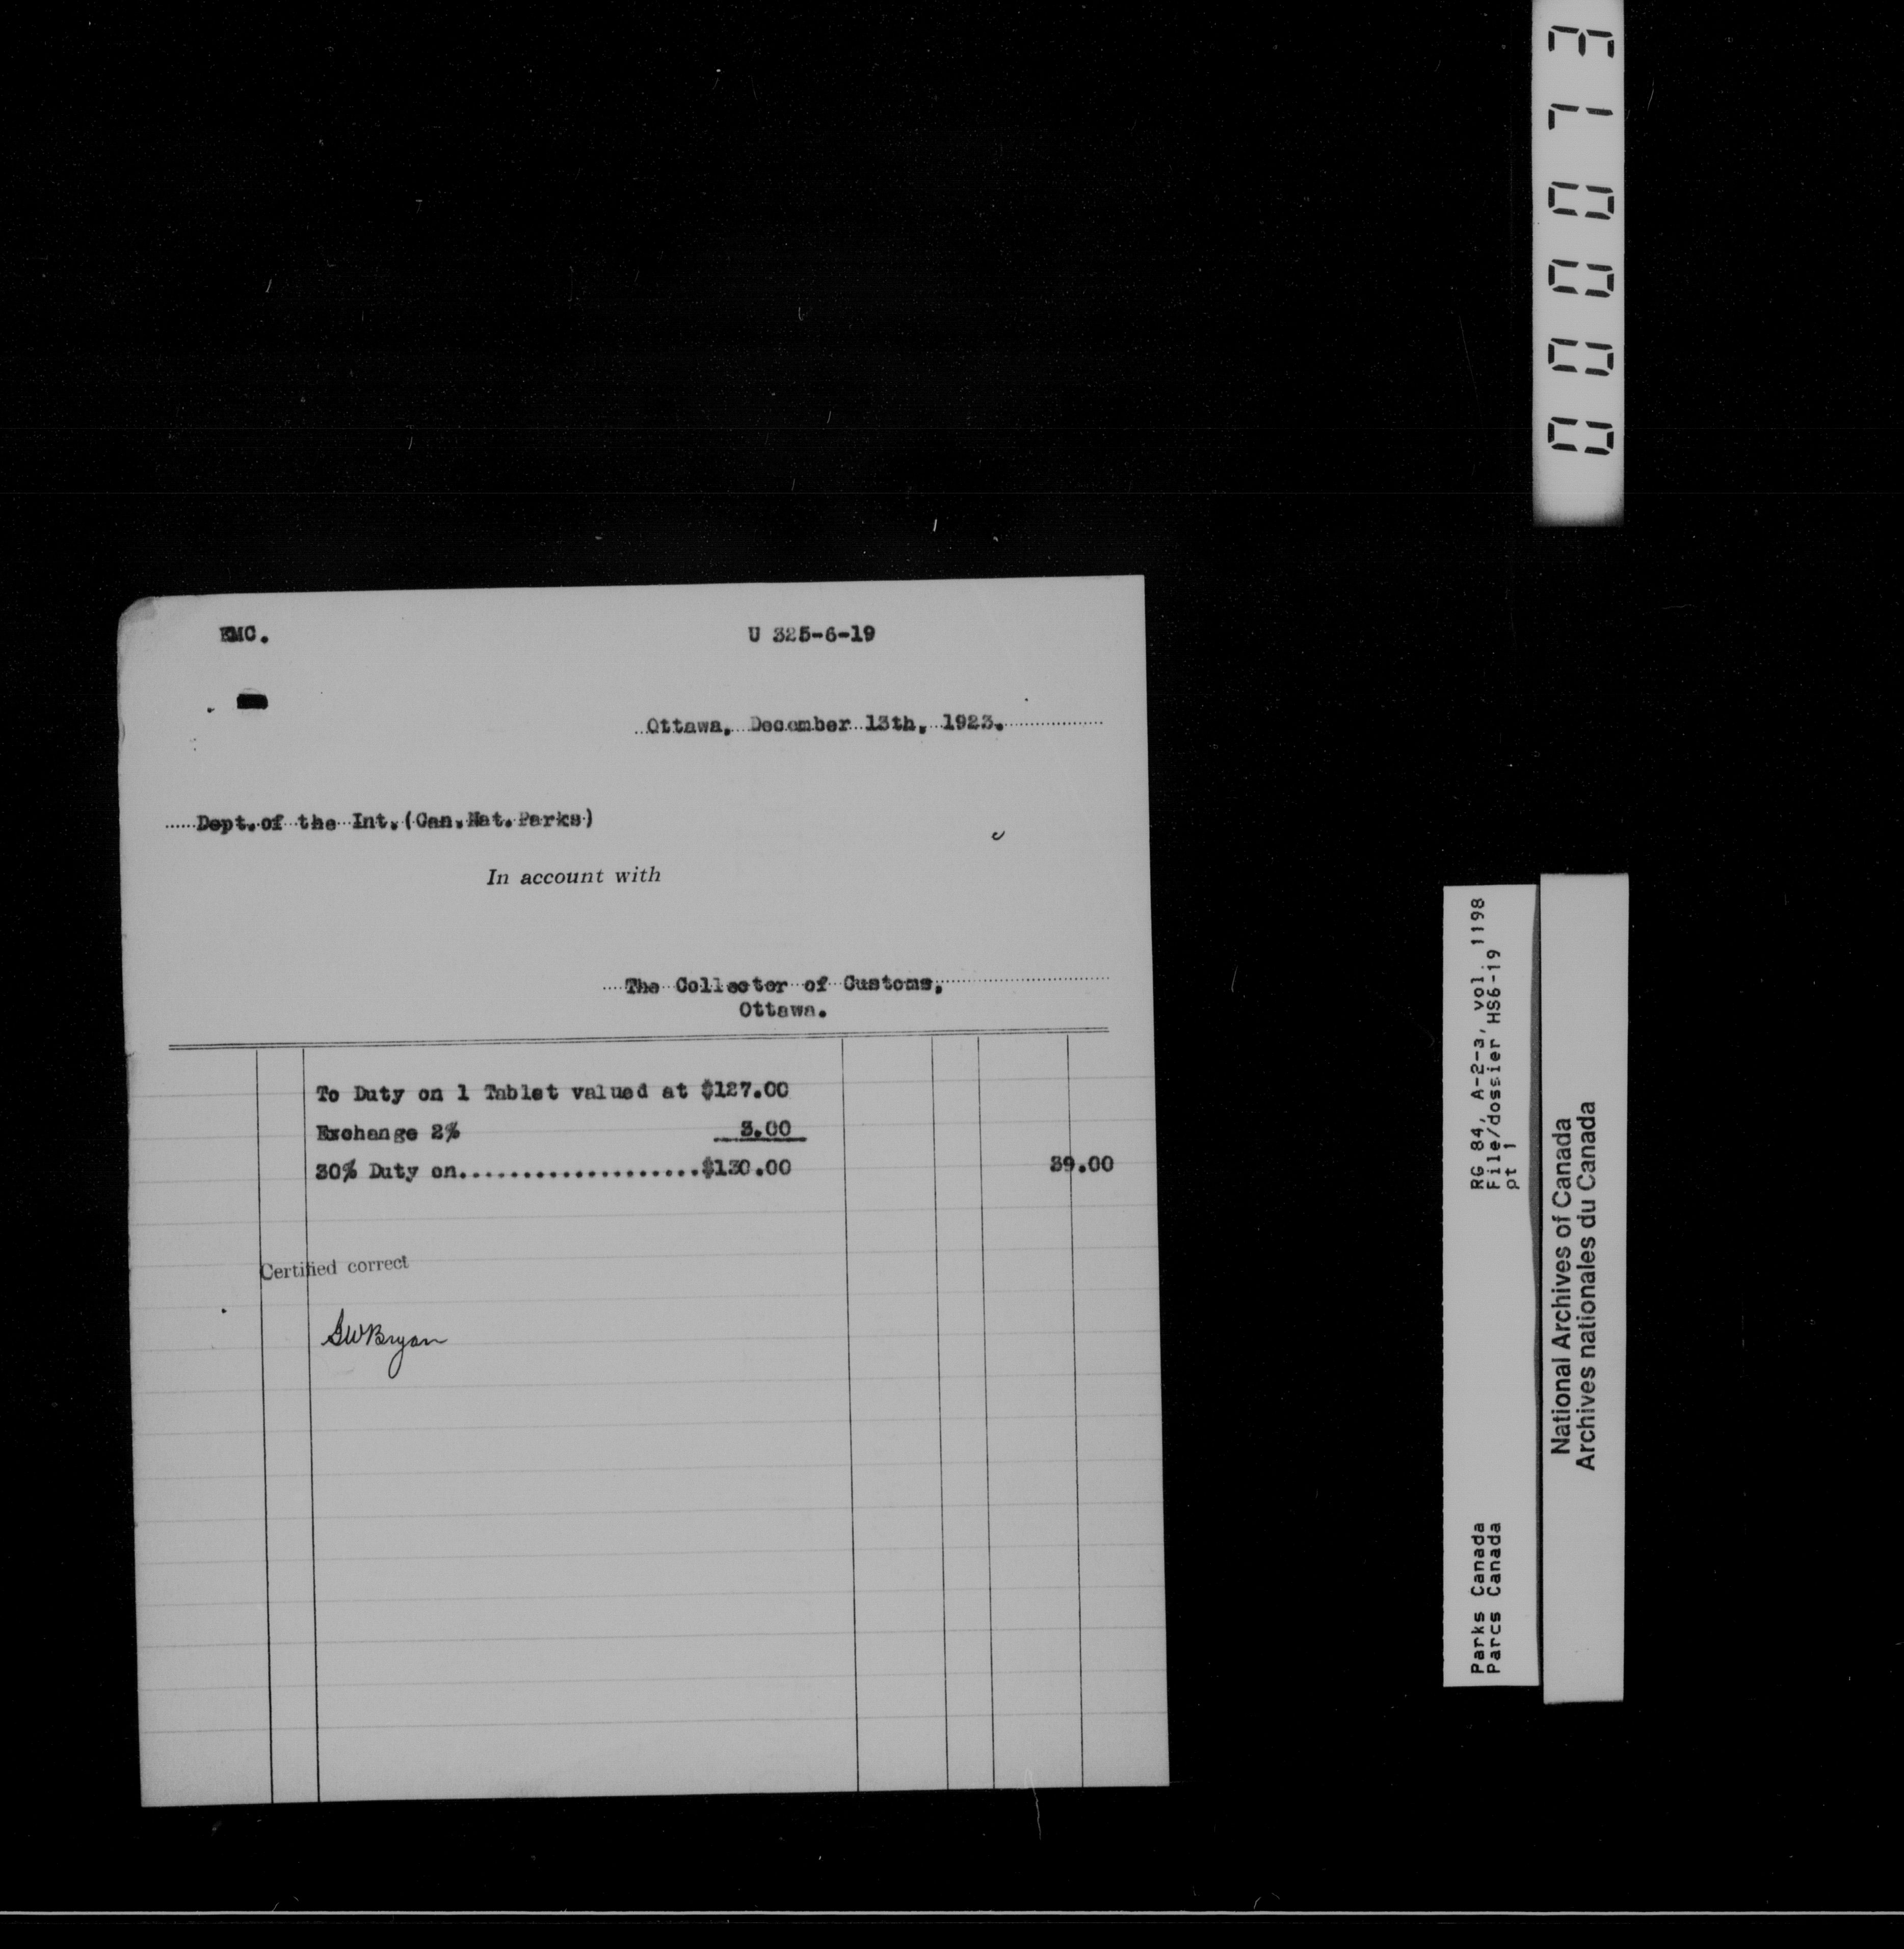 EMC.
U 325-6-19
Ottawa, December 13th, 1923.
Dept. of the Int. (Can. Nat. Parks)
In account with
The Collector of Customs,
Ottawa.
To Duty on 1 Tablet valued at $127.00
Exchange 2% 3.00
30% Duty on....................$130.00 39.00
Certified correct
GWBryan
000073
RG 84, A-2-3, vol. 1198
File/dossier HS6-19
pt 1
Parks Canada
Parcs Canada
National Archives of Canada
Archives nationales du Canada